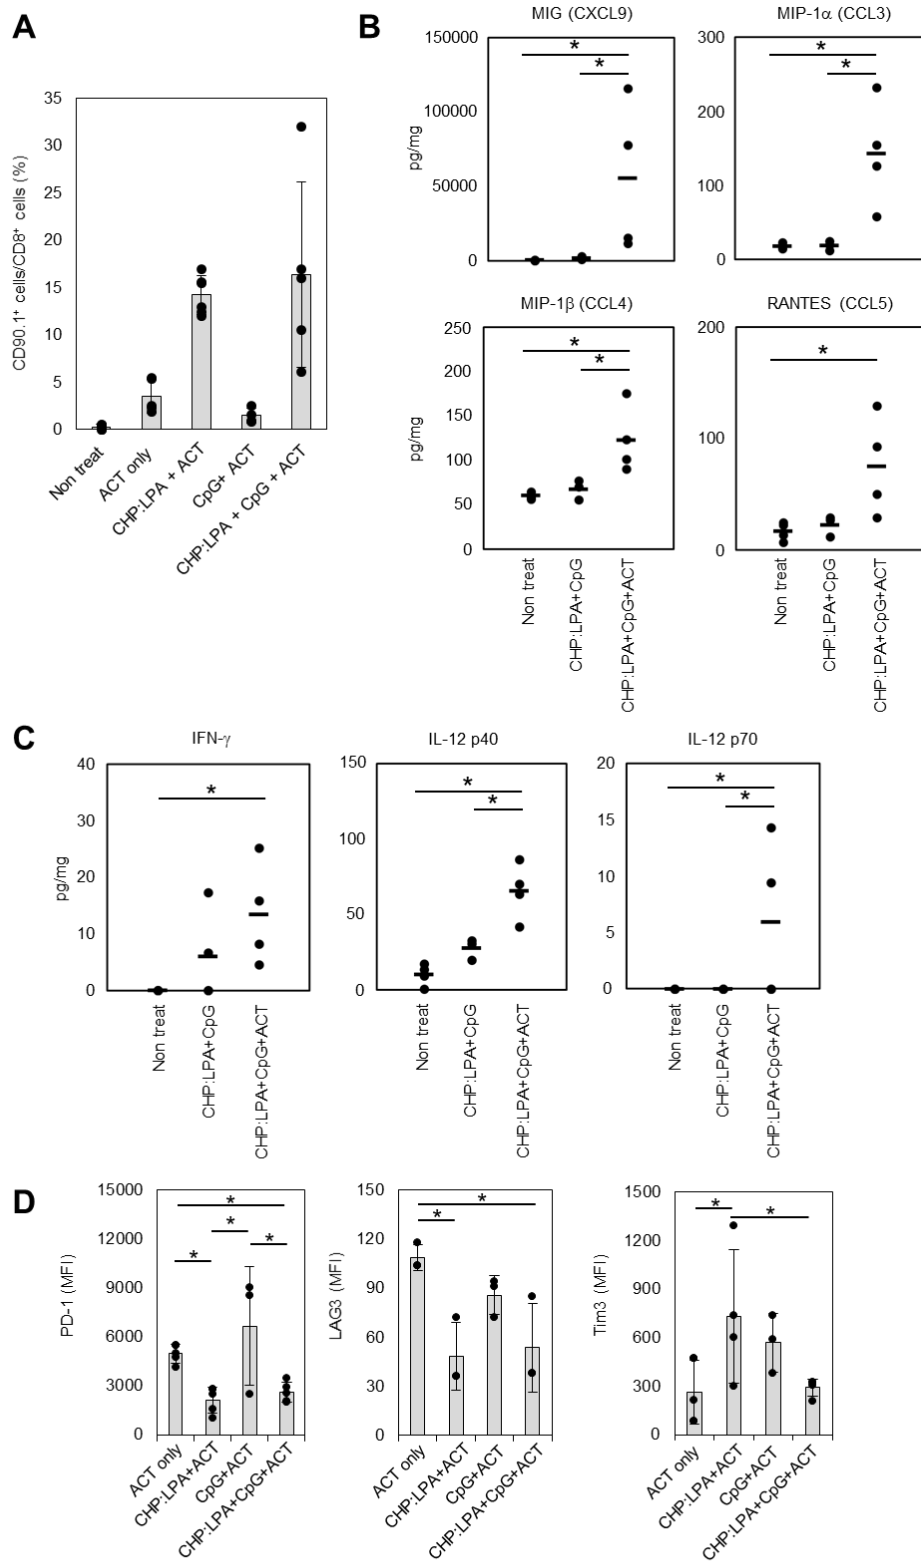 A
CD90.1⁺ cells/CD8⁺ cells (%)
35
30
25
20
15
10
5
0
Non treat
ACT only
CHP:LPA + ACT
CpG+ ACT
CHP:LPA + CpG + ACT
B
MIG (CXCL9)
pg/mg
150000
100000
50000
0
*
*
MIP-1α (CCL3)
300
200
100
0
*
*
MIP-1β (CCL4)
pg/mg
250
200
150
100
50
0
*
*
Non treat
CHP:LPA+CpG
CHP:LPA+CpG+ACT
RANTES (CCL5)
200
100
0
*
Non treat
CHP:LPA+CpG
CHP:LPA+CpG+ACT
C
IFN-γ
pg/mg
40
30
20
10
0
*
Non treat
CHP:LPA+CpG
CHP:LPA+CpG+ACT
IL-12 p40
150
100
50
0
*
*
Non treat
CHP:LPA+CpG
CHP:LPA+CpG+ACT
IL-12 p70
20
15
10
5
0
*
*
Non treat
CHP:LPA+CpG
CHP:LPA+CpG+ACT
D
PD-1 (MFI)
15000
12000
9000
6000
3000
0
*
*
*
*
ACT only
CHP:LPA+ACT
CpG+ACT
CHP:LPA+CpG+ACT
LAG3 (MFI)
150
120
90
60
30
0
*
*
ACT only
CHP:LPA+ACT
CpG+ACT
CHP:LPA+CpG+ACT
Tim3 (MFI)
1500
1200
900
600
300
0
*
*
ACT only
CHP:LPA+ACT
CpG+ACT
CHP:LPA+CpG+ACT